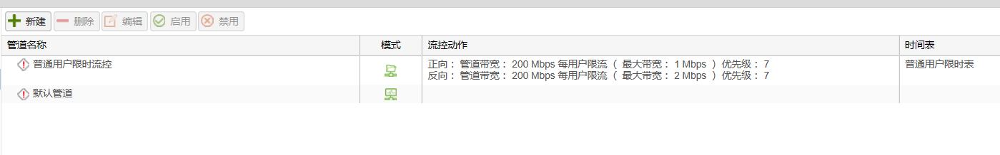 新建 删除 编辑 启用 禁用
管道名称 模式 流控动作 时间表
普通用户限时流控 正向： 管道带宽： 200 Mbps 每用户限流 （ 最大带宽： 1 Mbps ） 优先级： 7 普通用户限时表
反向： 管道带宽： 200 Mbps 每用户限流 （ 最大带宽： 2 Mbps ） 优先级： 7
默认管道